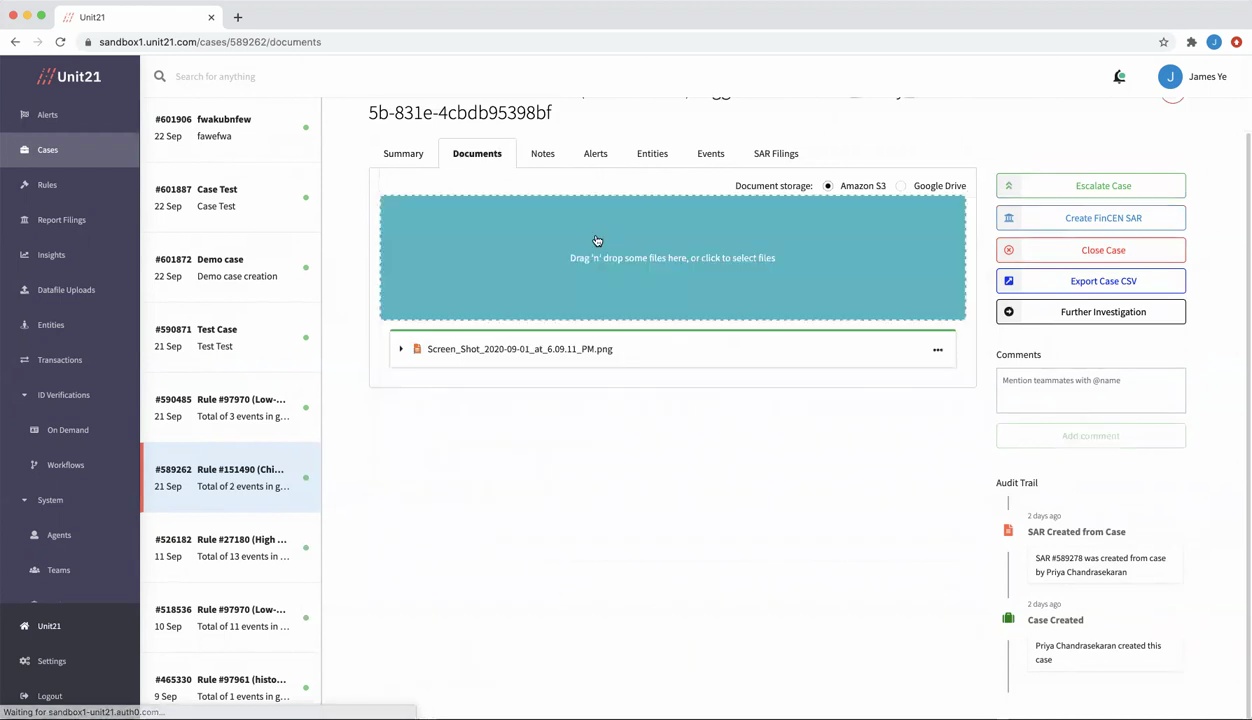 Unit21
sandbox1.unit21.com/cases/589262/documents
Unit21
Search for anything
J
James Ye
Alerts
Cases
Rules
Report Filings
Insights
Datafile Uploads
Entities
Transactions
ID Verifications
On Demand
Workflows
System
Agents
Teams
Unit21
Settings
Logout
Waiting for sandbox1-unit21.auth0.com...
#601906 fwakubnfew
22 Sep fawefwa
#601887 Case Test
22 Sep Case Test
#601872 Demo case
22 Sep Demo case creation
#590871 Test Case
21 Sep Test Test
#590485 Rule #97970 (Low-...
21 Sep Total of 3 events in g...
#589262 Rule #151490 (Chi...
21 Sep Total of 2 events in g...
#526182 Rule #27180 (High ...
11 Sep Total of 13 events in ...
#518536 Rule #97970 (Low-...
10 Sep Total of 11 events in ...
#465330 Rule #97961 (histo...
9 Sep Total of 1 events in g...
5b-831e-4cbdb95398bf
Summary Documents Notes Alerts Entities Events SAR Filings
Document storage: Amazon S3 Google Drive
Drag 'n' drop some files here, or click to select files
Screen_Shot_2020-09-01_at_6.09.11_PM.png
Escalate Case
Create FinCEN SAR
Close Case
Export Case CSV
Further Investigation
Comments
Mention teammates with @name
Add comment
Audit Trail
2 days ago
SAR Created from Case
SAR #589278 was created from case
by Priya Chandrasekaran
2 days ago
Case Created
Priya Chandrasekaran created this
case